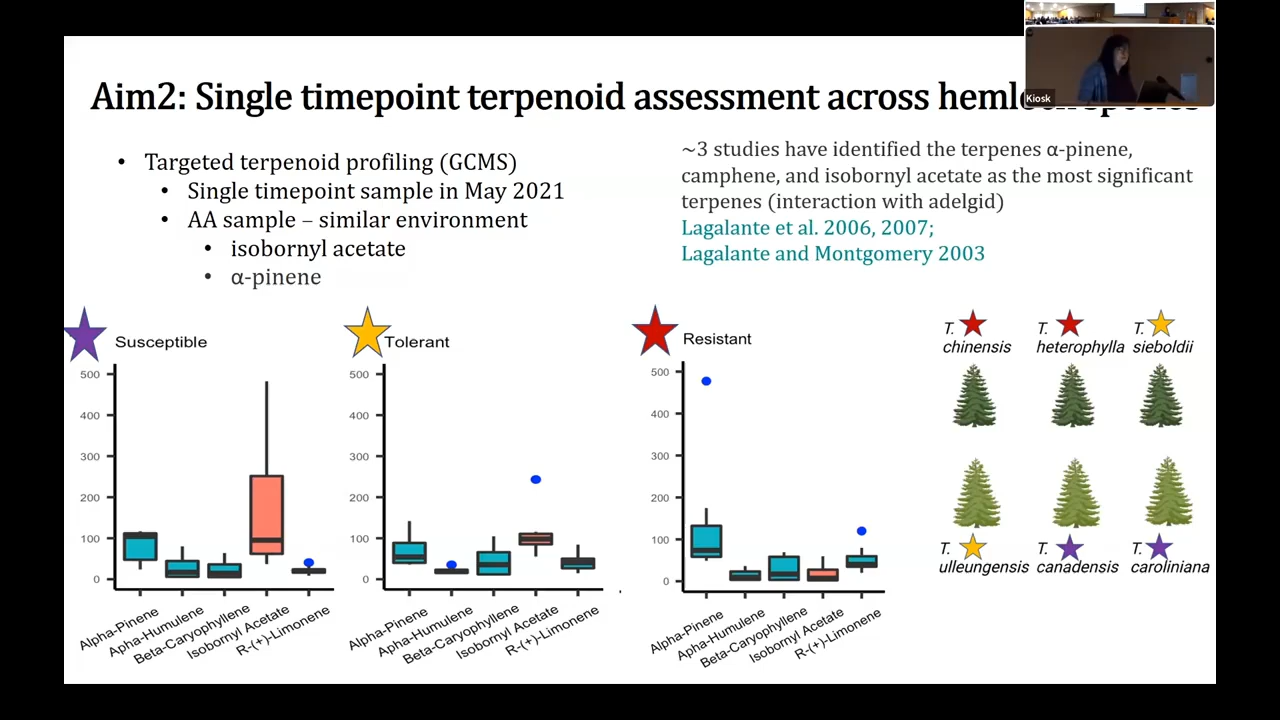 Aim2: Single timepoint terpenoid assessment across
Kiosk
• Targeted terpenoid profiling (GCMS)
• Single timepoint sample in May 2021
• AA sample – similar environment
• isobornyl acetate
• α-pinene
~3 studies have identified the terpenes α-pinene,
camphene, and isobornyl acetate as the most significant
terpenes (interaction with adelgid)
Lagalante et al. 2006, 2007;
Lagalante and Montgomery 2003
Susceptible
500
400
300
200
100
0
Alpha-Pinene
Apha-Humulene
Beta-Caryophyllene
Isobornyl Acetate
R-(+)-Limonene
Tolerant
500
400
300
200
100
0
Alpha-Pinene
Apha-Humulene
Beta-Caryophyllene
Isobornyl Acetate
R-(+)-Limonene
Resistant
500
400
300
200
100
0
Alpha-Pinene
Apha-Humulene
Beta-Caryophyllene
Isobornyl Acetate
R-(+)-Limonene
T.
chinensis
T.
heterophylla
T.
sieboldii
T.
ulleungensis
T.
canadensis
T.
caroliniana